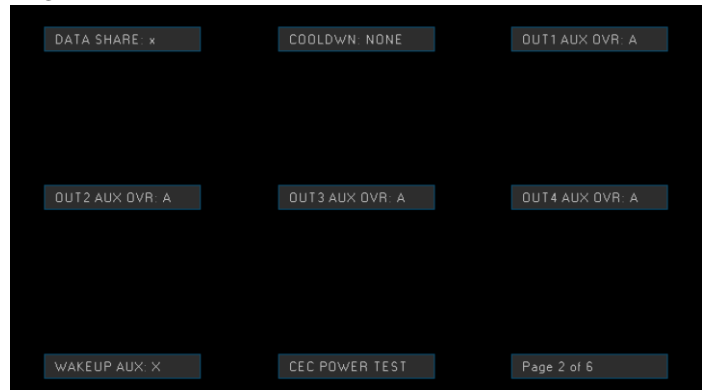 DATA SHARE: x
COOLDWN: NONE
OUT1 AUX OVR: A
OUT2 AUX OVR: A
OUT3 AUX OVR: A
OUT4 AUX OVR: A
WAKEUP AUX: X
CEC POWER TEST
Page 2 of 6